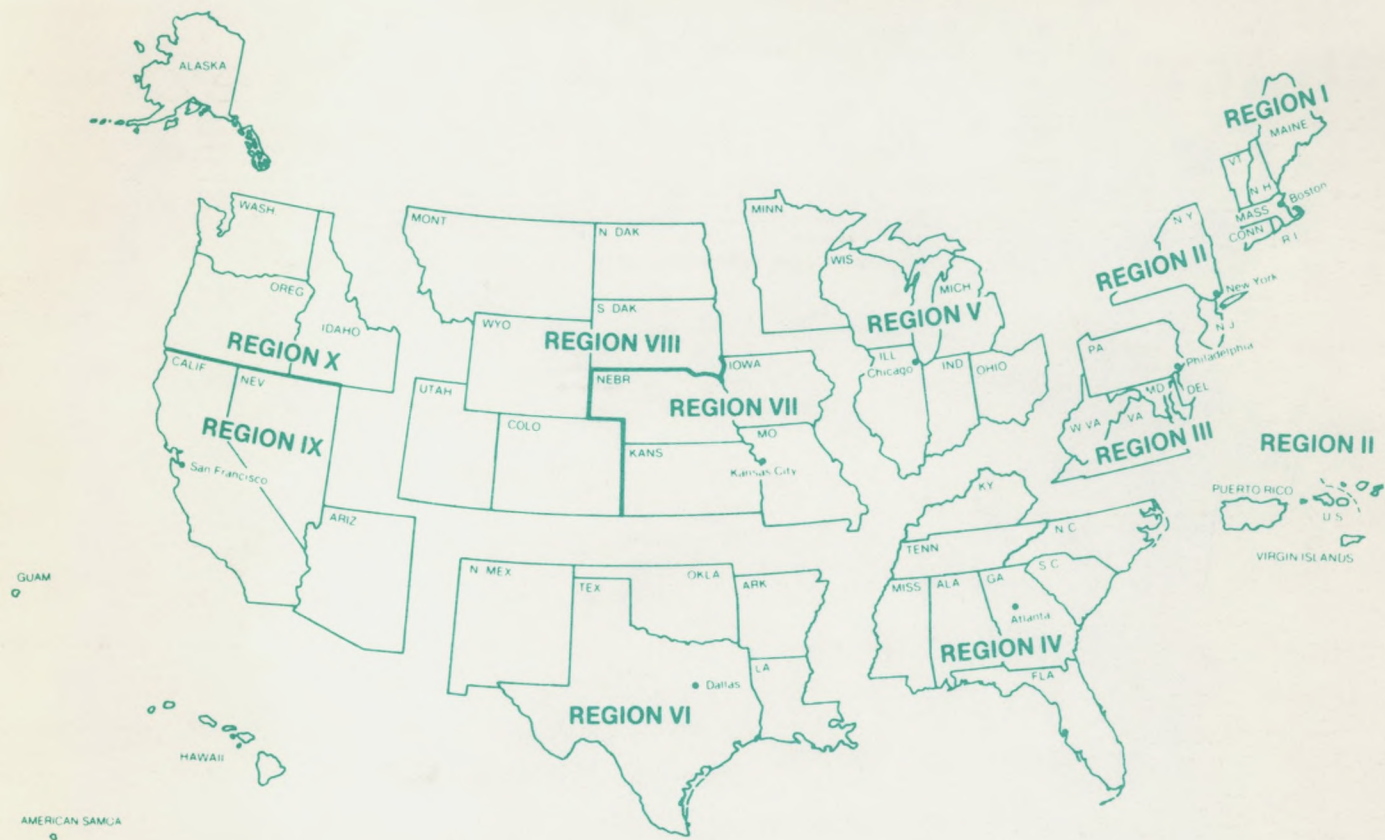 ALASKA
REGION I
MAINE
VT
N H
Boston
MASS
CONN
R I
WASH
MONT
N DAK
MINN
N Y
WIS
REGION II
MICH
New York
OREG
S DAK
IDAHO
WYO
REGION V
N J
REGION X
REGION VIII
PA
Philadelphia
CALIF
NEV
ILL
Chicago
IND
OHIO
IOWA
UTAH
NEBR
MD
DEL
REGION VII
W VA
VA
COLO
REGION IX
MO
REGION III
REGION II
KANS
San Francisco
Kansas City
KY
PUERTO RICO
U S
VIRGIN ISLANDS
ARIZ
N C
TENN
S C
GUAM
N MEX
TEX
OKLA
ARK
MISS
ALA
GA
Atlanta
REGION IV
LA
FLA
Dallas
REGION VI
HAWAII
AMERICAN SAMOA